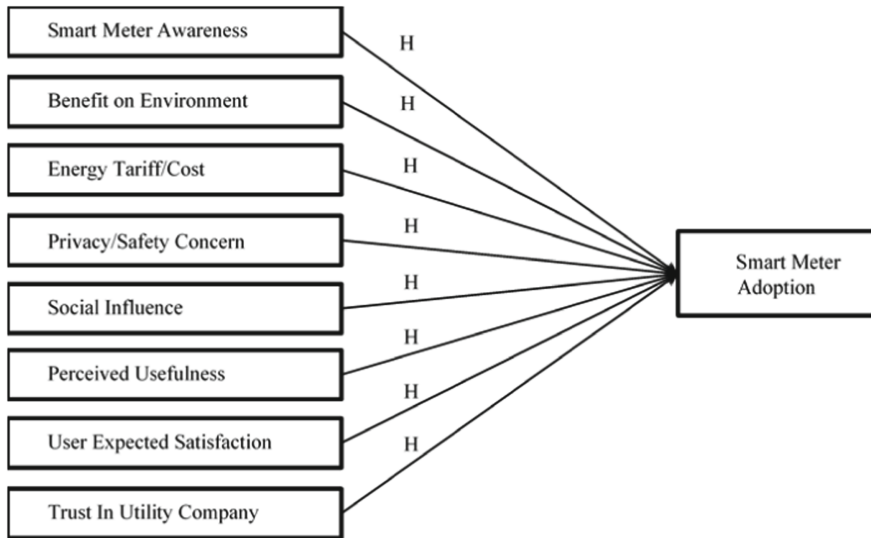 Smart Meter Awareness
H
Benefit on Environment
H
Energy Tariff/Cost
H
Privacy/Safety Concern
H
Social Influence
H
Perceived Usefulness
H
User Expected Satisfaction
H
Trust In Utility Company
H
Smart Meter
Adoption